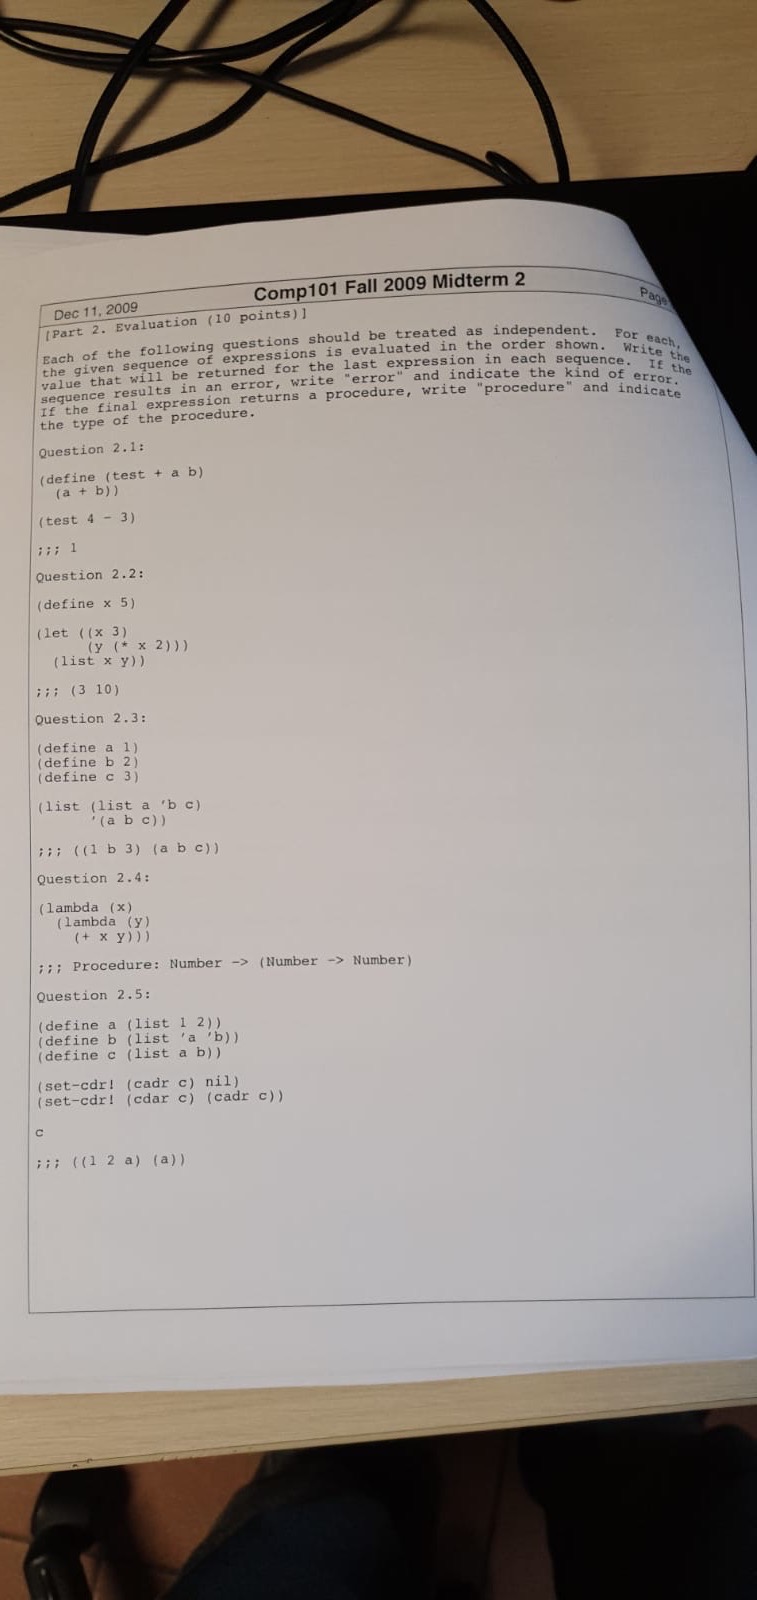 Dec 11, 2009 Comp101 Fall 2009 Midterm 2 Page
[Part 2. Evaluation (10 points)]
Each of the following questions should be treated as independent. For each,
the given sequence of expressions is evaluated in the order shown. Write the
value that will be returned for the last expression in each sequence. If the
sequence results in an error, write "error" and indicate the kind of error.
If the final expression returns a procedure, write "procedure" and indicate
the type of the procedure.
Question 2.1:
(define (test + a b)
(a + b))
(test 4 - 3)
;;; 1
Question 2.2:
(define x 5)
(let ((x 3)
(y (* x 2)))
(list x y))
;;; (3 10)
Question 2.3:
(define a 1)
(define b 2)
(define c 3)
(list (list a 'b c)
'(a b c))
;;; ((1 b 3) (a b c))
Question 2.4:
(lambda (x)
(lambda (y)
(+ x y)))
;;; Procedure: Number -> (Number -> Number)
Question 2.5:
(define a (list 1 2))
(define b (list 'a 'b))
(define c (list a b))
(set-cdr! (cadr c) nil)
(set-cdr! (cdar c) (cadr c))
c
;;; ((1 2 a) (a))